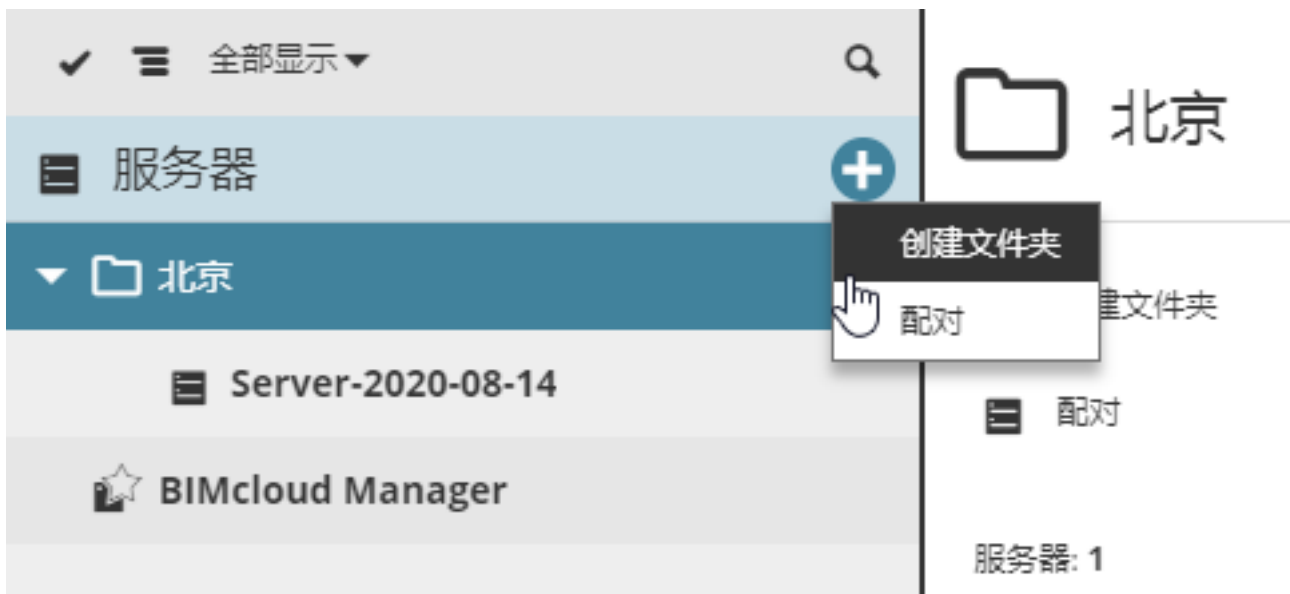 全部显示
服务器
北京
Server-2020-08-14
BIMcloud Manager
创建文件夹
配对
北京
建文件夹
配对
服务器: 1